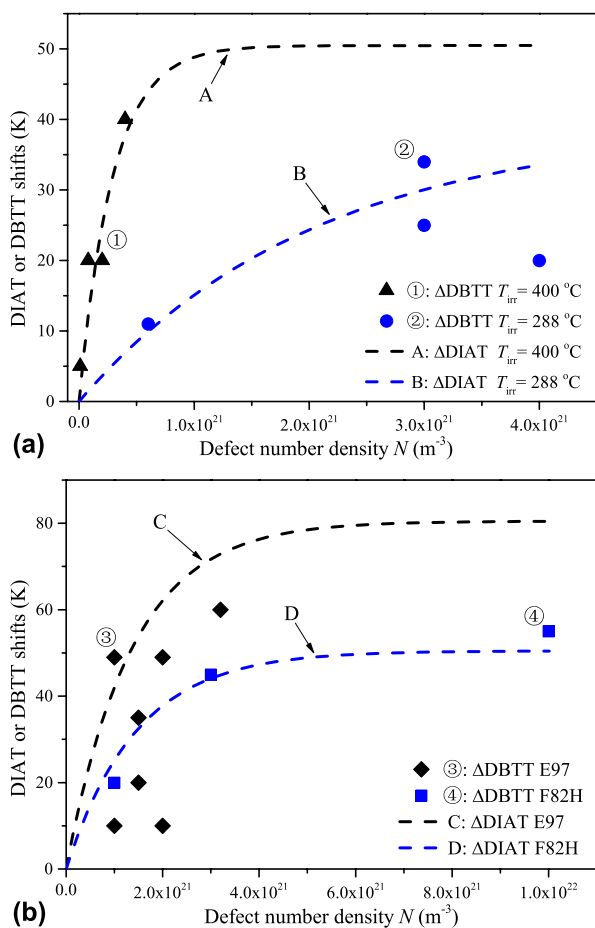 50
40
30
20
10
0
DIAT or DBTT shifts (K)
A
B
①
②
①: ΔDBTT T_irr= 400 °C
②: ΔDBTT T_irr= 288 °C
A: ΔDIAT T_irr= 400 °C
B: ΔDIAT T_irr= 288 °C
0.0 1.0x10^21 2.0x10^21 3.0x10^21 4.0x10^21
(a) Defect number density N (m^-3)
80
60
40
20
0
DIAT or DBTT shifts (K)
C
D
③
④
③: ΔDBTT E97
④: ΔDBTT F82H
C: ΔDIAT E97
D: ΔDIAT F82H
0.0 2.0x10^21 4.0x10^21 6.0x10^21 8.0x10^21 1.0x10^22
(b) Defect number density N (m^-3)